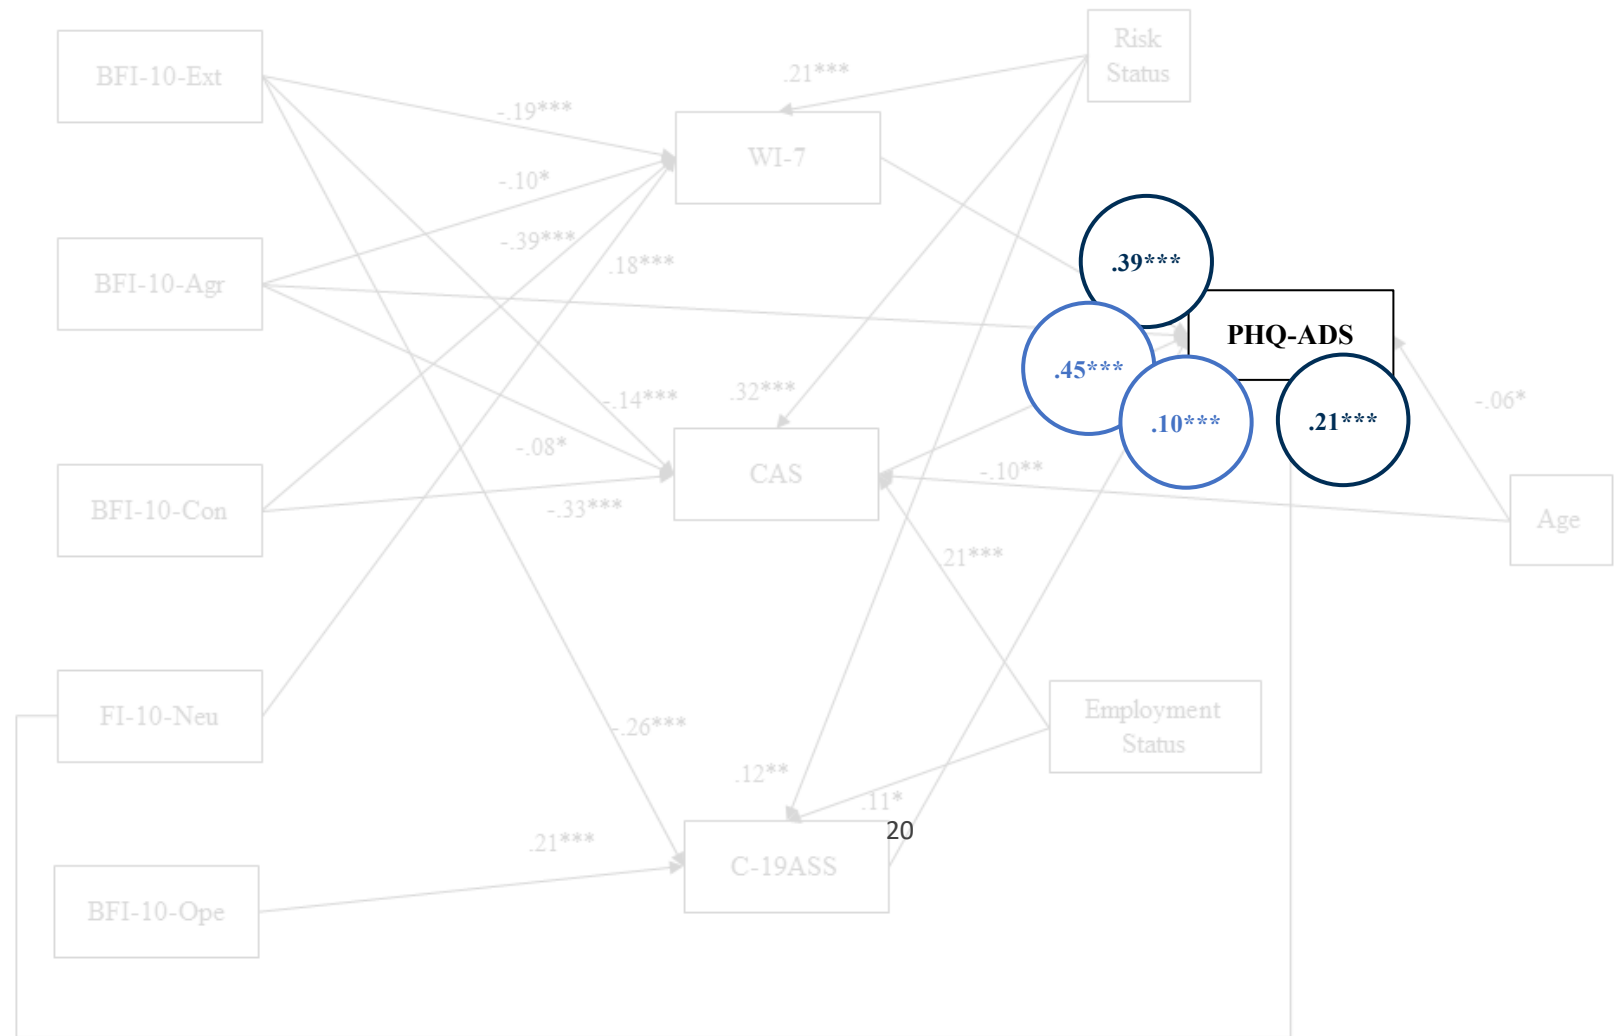 Risk
Status
BFI-10-Ext
.21***
-.19***
WI-7
-.10*
-.39***
.18***
BFI-10-Agr
.39***
PHQ-ADS
.45***
.10***
.21***
-.06*
-.14***
.32***
-.08*
CAS
-.10**
BFI-10-Con
-.33***
Age
.21***
FI-10-Neu
-.26***
Employment
Status
.12**
.11*
20
.21***
C-19ASS
BFI-10-Ope